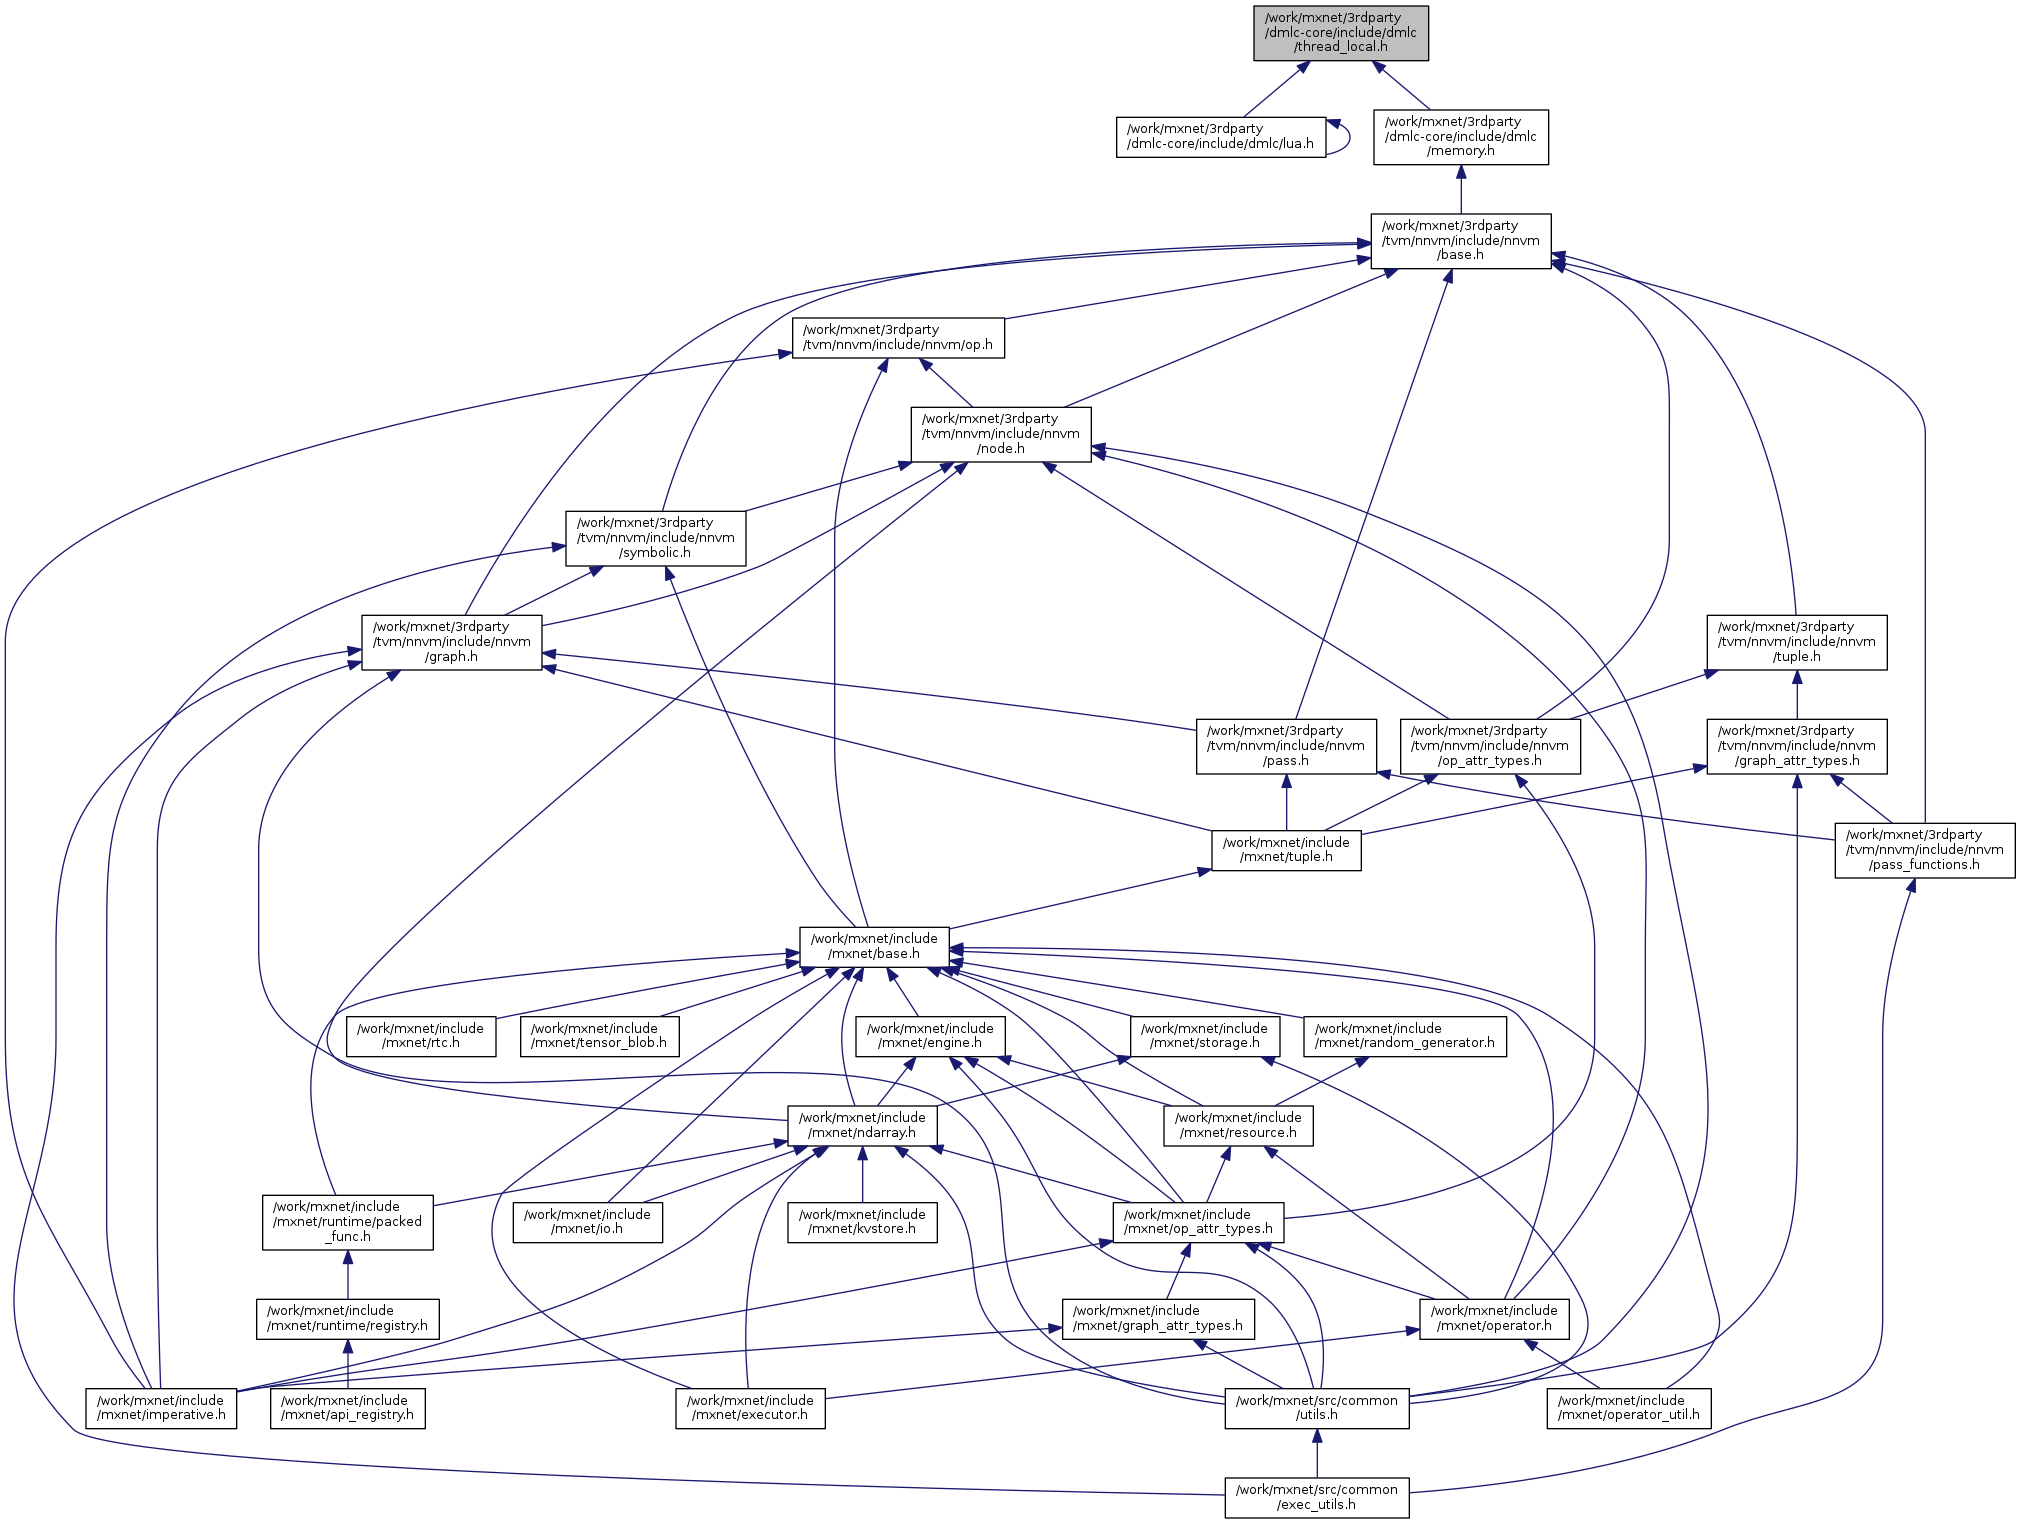 /work/mxnet/3rdparty
/dmlc-core/include/dmlc
/thread_local.h
/work/mxnet/3rdparty
/dmlc-core/include/dmlc/lua.h
/work/mxnet/3rdparty
/dmlc-core/include/dmlc
/memory.h
/work/mxnet/3rdparty
/tvm/nnvm/include/nnvm
/base.h
/work/mxnet/3rdparty
/tvm/nnvm/include/nnvm/op.h
/work/mxnet/3rdparty
/tvm/nnvm/include/nnvm
/node.h
/work/mxnet/3rdparty
/tvm/nnvm/include/nnvm
/symbolic.h
/work/mxnet/3rdparty
/tvm/nnvm/include/nnvm
/graph.h
/work/mxnet/3rdparty
/tvm/nnvm/include/nnvm
/tuple.h
/work/mxnet/3rdparty
/tvm/nnvm/include/nnvm
/pass.h
/work/mxnet/3rdparty
/tvm/nnvm/include/nnvm
/op_attr_types.h
/work/mxnet/3rdparty
/tvm/nnvm/include/nnvm
/graph_attr_types.h
/work/mxnet/include
/mxnet/tuple.h
/work/mxnet/3rdparty
/tvm/nnvm/include/nnvm
/pass_functions.h
/work/mxnet/include
/mxnet/base.h
/work/mxnet/include
/mxnet/rtc.h
/work/mxnet/include
/mxnet/tensor_blob.h
/work/mxnet/include
/mxnet/engine.h
/work/mxnet/include
/mxnet/storage.h
/work/mxnet/include
/mxnet/random_generator.h
/work/mxnet/include
/mxnet/ndarray.h
/work/mxnet/include
/mxnet/resource.h
/work/mxnet/include
/mxnet/runtime/packed
_func.h
/work/mxnet/include
/mxnet/io.h
/work/mxnet/include
/mxnet/kvstore.h
/work/mxnet/include
/mxnet/op_attr_types.h
/work/mxnet/include
/mxnet/runtime/registry.h
/work/mxnet/include
/mxnet/graph_attr_types.h
/work/mxnet/include
/mxnet/operator.h
/work/mxnet/include
/mxnet/imperative.h
/work/mxnet/include
/mxnet/api_registry.h
/work/mxnet/include
/mxnet/executor.h
/work/mxnet/src/common
/utils.h
/work/mxnet/include
/mxnet/operator_util.h
/work/mxnet/src/common
/exec_utils.h